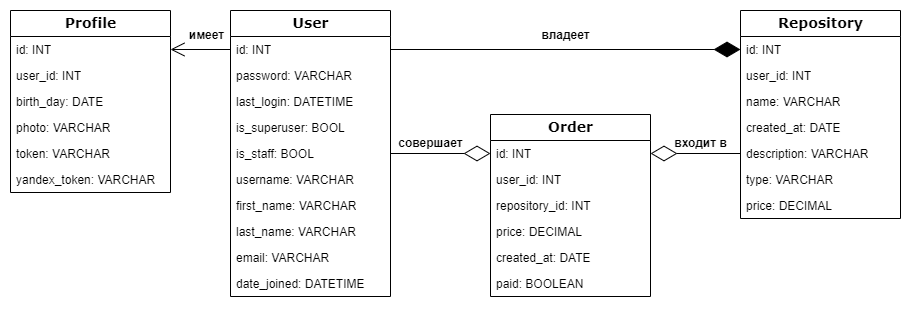 Profile
id: INT
user_id: INT
birth_day: DATE
photo: VARCHAR
token: VARCHAR
yandex_token: VARCHAR
имеет
User
id: INT
password: VARCHAR
last_login: DATETIME
is_superuser: BOOL
is_staff: BOOL
username: VARCHAR
first_name: VARCHAR
last_name: VARCHAR
email: VARCHAR
date_joined: DATETIME
владеет
совершает
Order
id: INT
user_id: INT
repository_id: INT
price: DECIMAL
created_at: DATE
paid: BOOLEAN
входит в
Repository
id: INT
user_id: INT
name: VARCHAR
created_at: DATE
description: VARCHAR
type: VARCHAR
price: DECIMAL